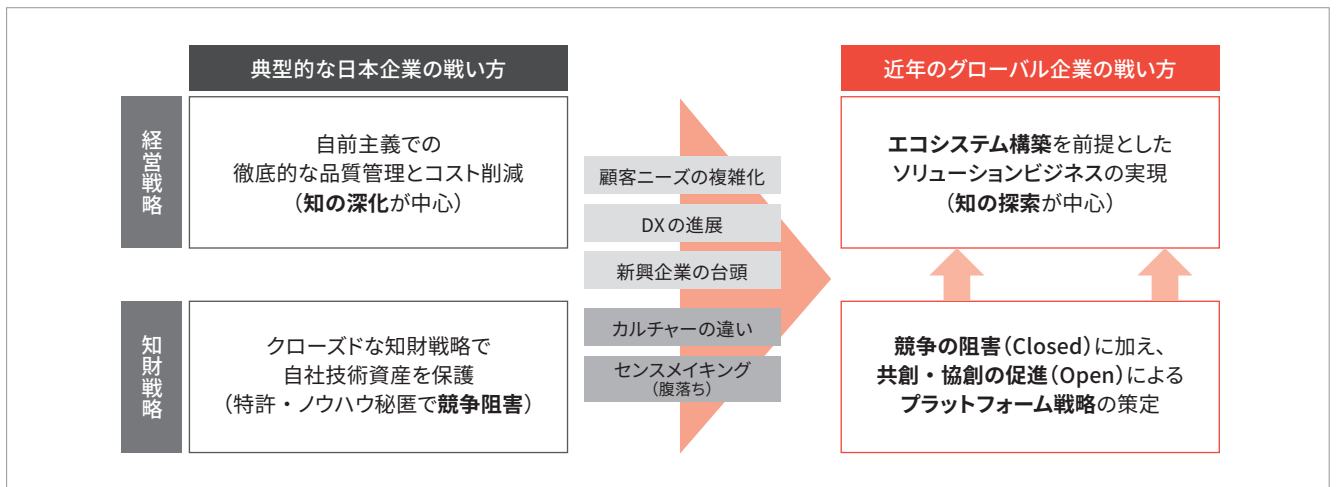 典型的な日本企業の戦い方
近年のグローバル企業の戦い方
経営戦略
自前主義での
徹底的な品質管理とコスト削減
（知の深化が中心）
顧客ニーズの複雑化
DXの進展
新興企業の台頭
カルチャーの違い
センスメイキング
（腹落ち）
エコシステム構築を前提とした
ソリューションビジネスの実現
（知の探索が中心）
知財戦略
クローズドな知財戦略で
自社技術資産を保護
（特許・ノウハウ秘匿で競争阻害）
競争の阻害（Closed）に加え、
共創・協創の促進（Open）による
プラットフォーム戦略の策定